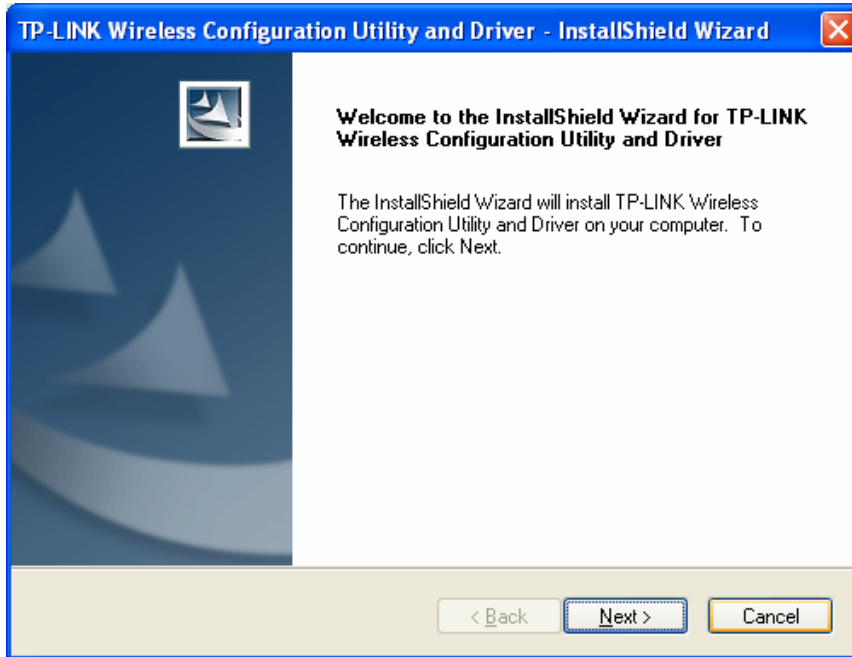 TP-LINK Wireless Configuration Utility and Driver - InstallShield Wizard
Welcome to the InstallShield Wizard for TP-LINK
Wireless Configuration Utility and Driver
The InstallShield Wizard will install TP-LINK Wireless
Configuration Utility and Driver on your computer. To
continue, click Next.
< Back
Next >
Cancel